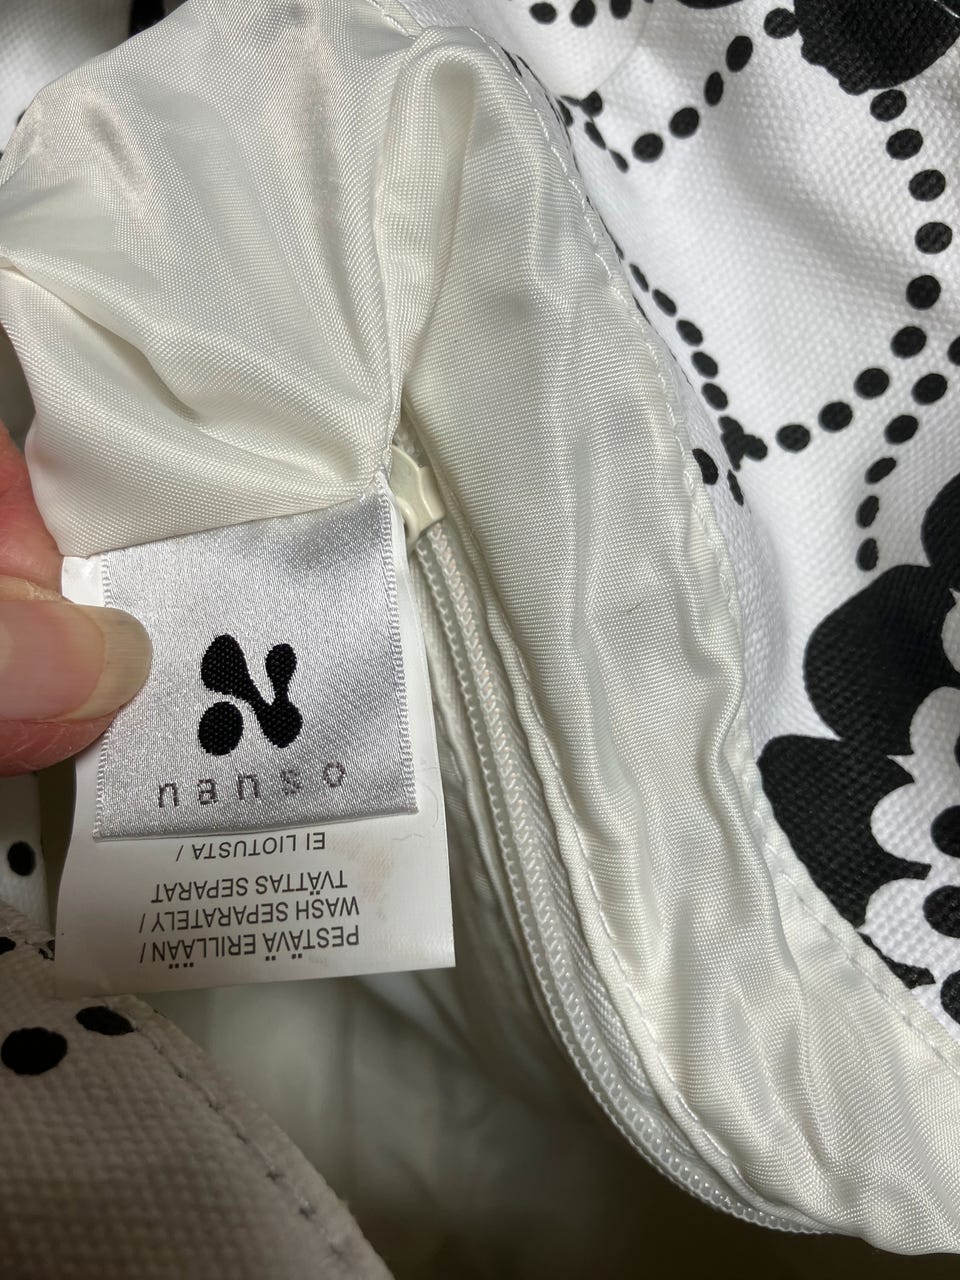 nanso
PESTÄVÄ ERILLÄÄN /
WASH SEPARATELY /
TVÄTTAS SEPARAT
EI LIOTUSTA /